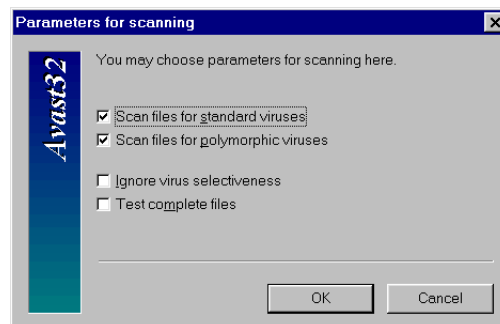 Parameters for scanning
Avast32
You may choose parameters for scanning here.
Scan files for standard viruses
Scan files for polymorphic viruses
Ignore virus selectiveness
Test complete files
OK
Cancel